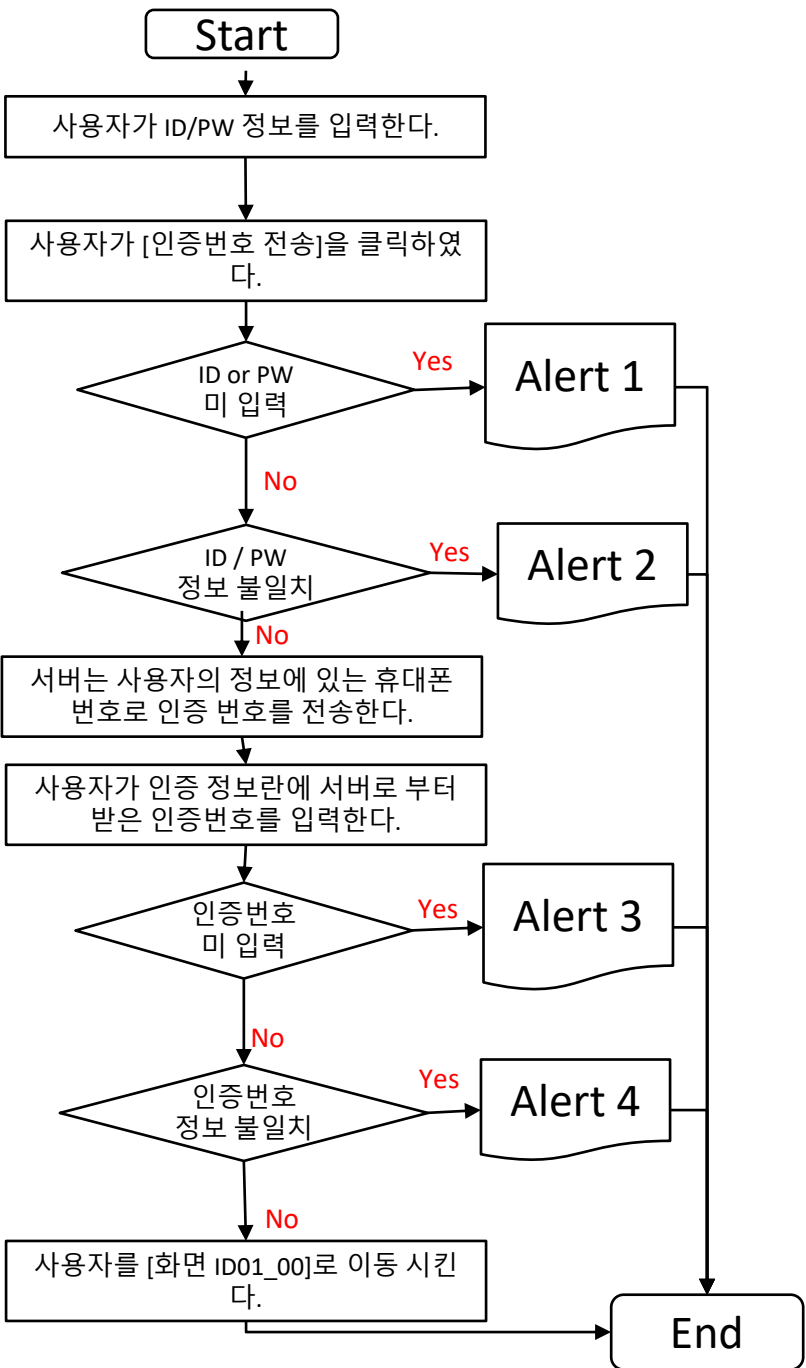 Start
사용자가 ID/PW 정보를 입력한다.
사용자가 [인증번호 전송]을 클릭하였
다.
ID or PW
미 입력
Yes
Alert 1
No
ID / PW
정보 불일치
Yes
Alert 2
No
서버는 사용자의 정보에 있는 휴대폰
번호로 인증 번호를 전송한다.
사용자가 인증 정보란에 서버로 부터
받은 인증번호를 입력한다.
인증번호
미 입력
Yes
Alert 3
No
인증번호
정보 불일치
Yes
Alert 4
No
사용자를 [화면 ID01_00]로 이동 시킨
다.
End